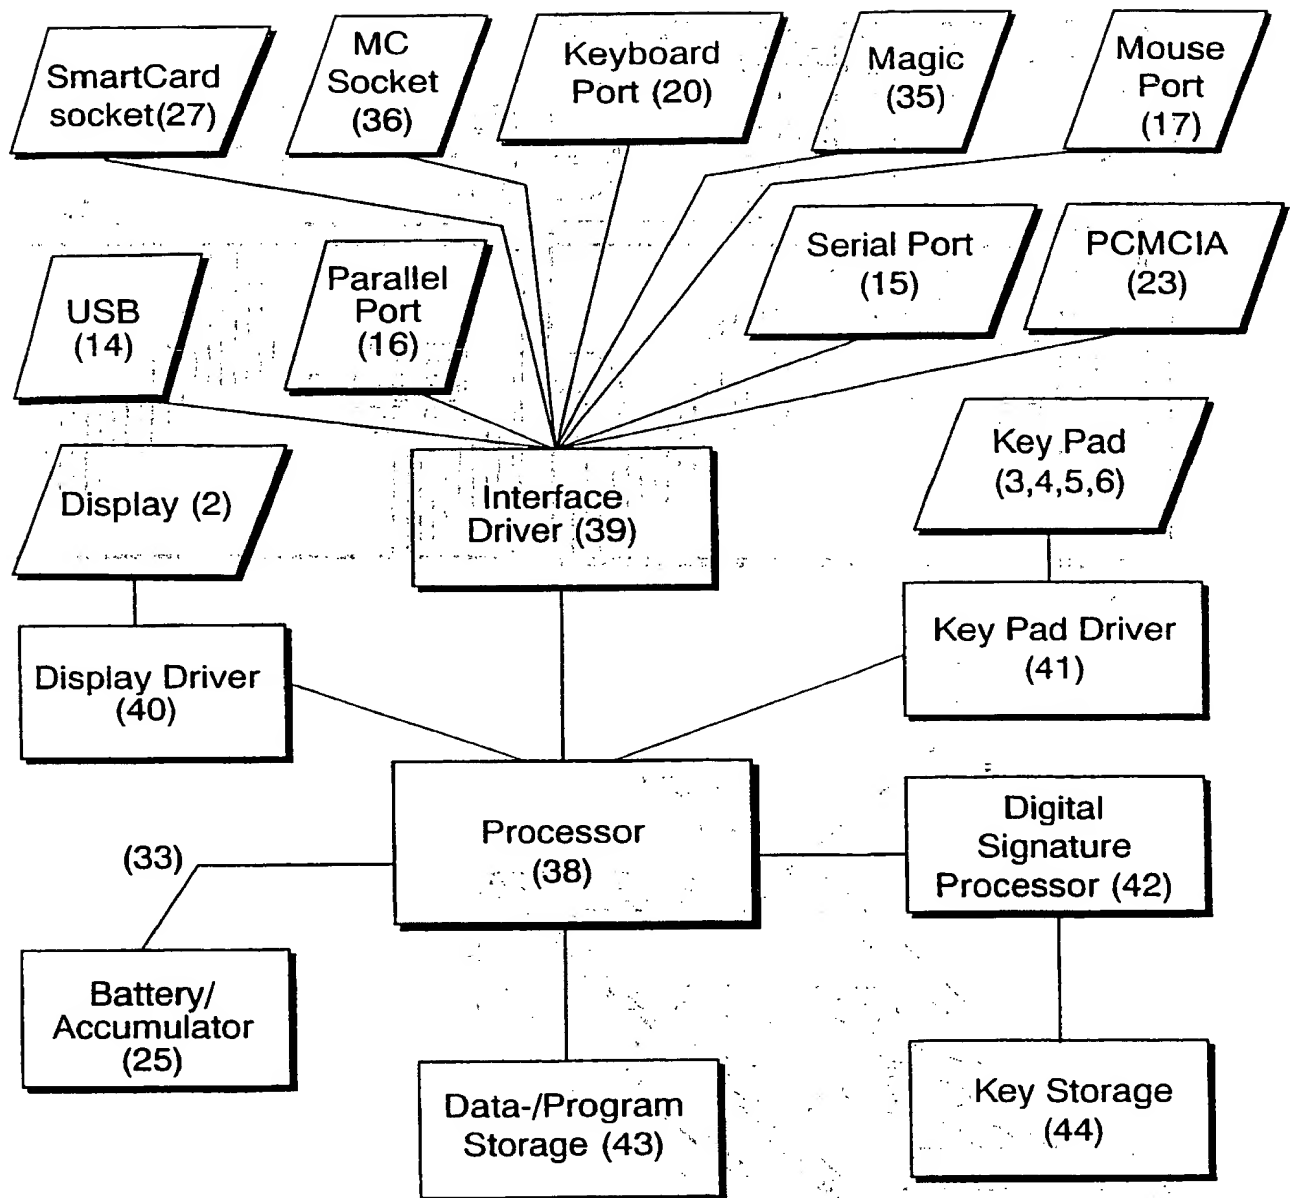 SmartCard
socket(27)
MC
Socket
(36)
Keyboard
Port (20)
Magic
(35)
Mouse
Port
(17)
USB
(14)
Parallel
Port
(16)
Serial Port
(15)
PCMCIA
(23)
Display (2)
Interface
Driver (39)
Key Pad
(3,4,5,6)
Display Driver
(40)
Key Pad Driver
(41)
Processor
(38)
Digital
Signature
Processor (42)
(33)
Battery/
Accumulator
(25)
Data-/Program
Storage (43)
Key Storage
(44)